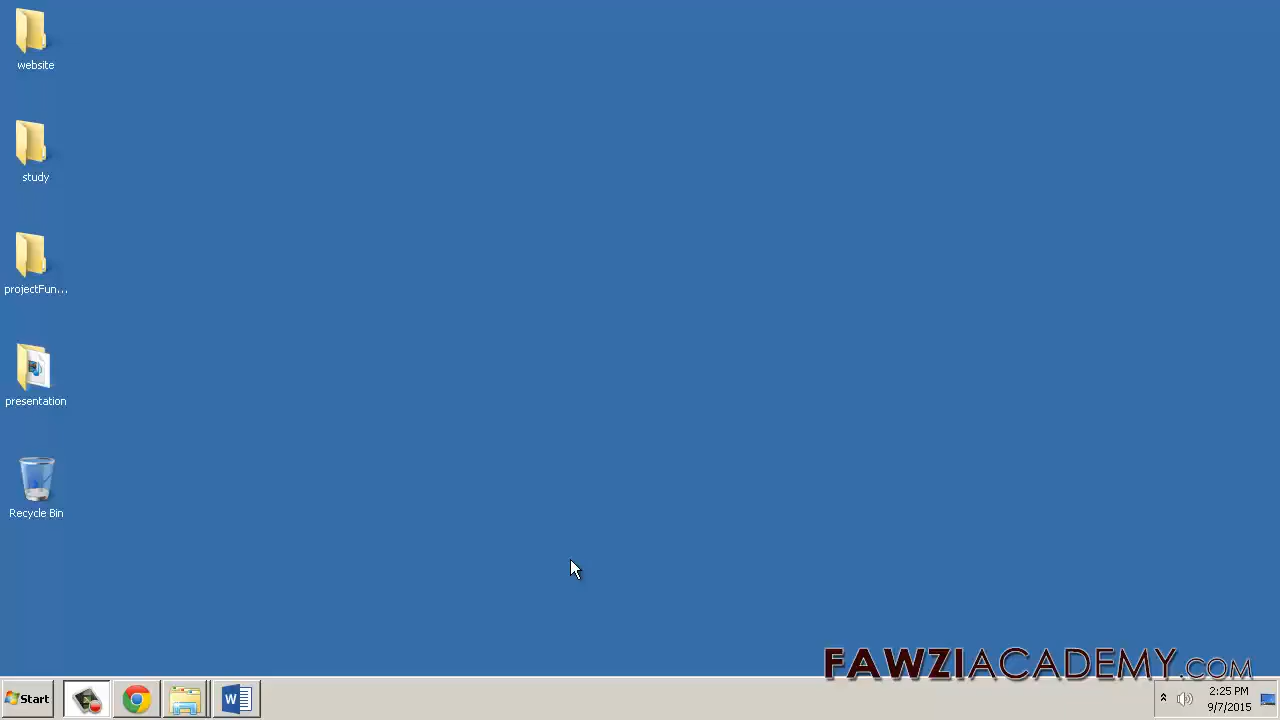 website
study
projectFun...
presentation
Recycle Bin
FAWZIACADEMY.COM
Start
W
2:25 PM
9/7/2015